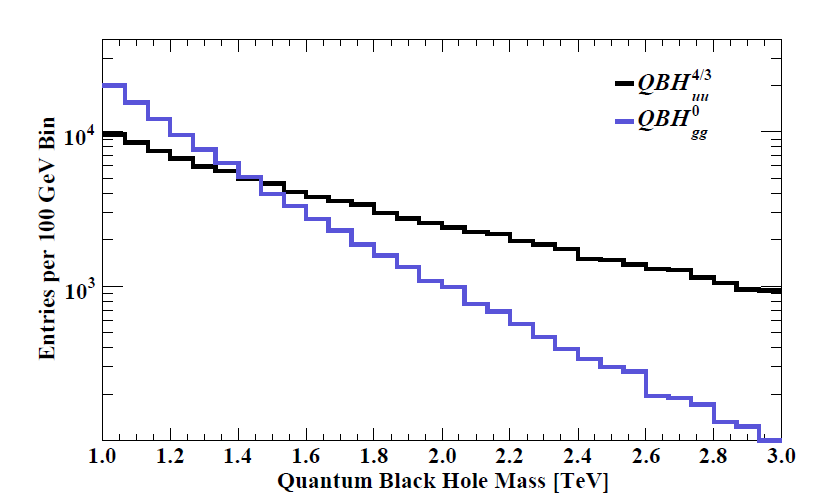 QBH^{4/3}_{uu}
QBH^{0}_{gg}
10^4
10^3
Entries per 100 GeV Bin
1.0 1.2 1.4 1.6 1.8 2.0 2.2 2.4 2.6 2.8 3.0
Quantum Black Hole Mass [TeV]